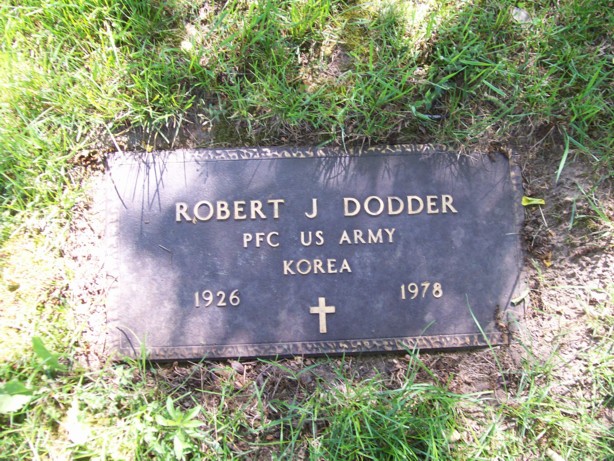 ROBERT J DODDER
PFC US ARMY
KOREA
1926 1978